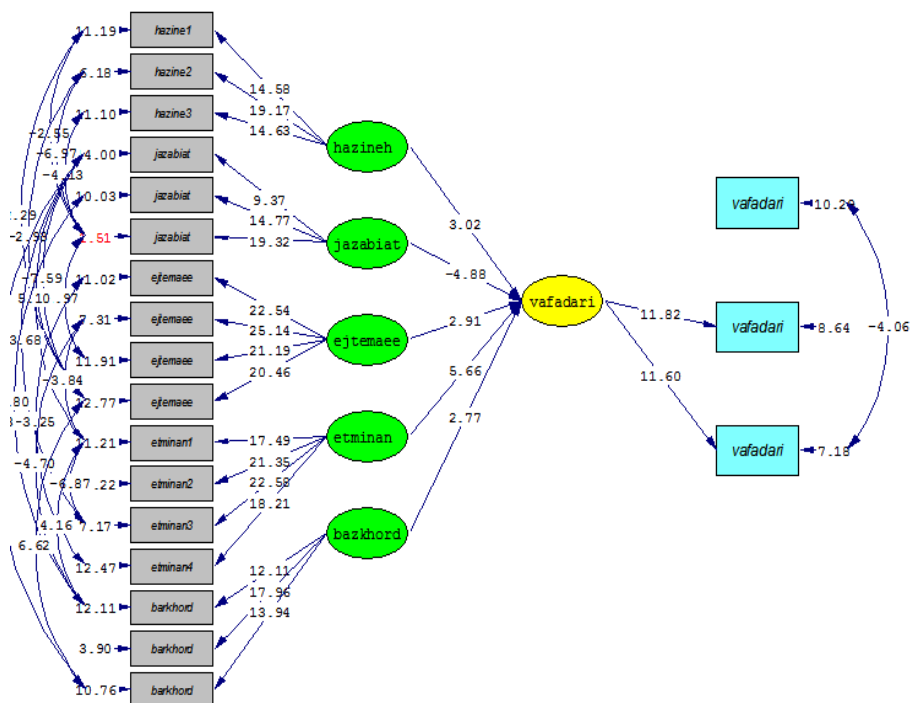 11.19 hazine1
5.18 hazine2
11.10 hazine3
4.00 jazabiat
10.03 jazabiat
jazabiat
11.02 ejtemaee
7.31 ejtemaee
11.91 ejtemaee
12.77 ejtemaee
11.21 etminan1
etminan2
7.17 etminan3
12.47 etminan4
12.11 barkhord
3.90 barkhord
10.76 barkhord
-2.55
-6.97
-4.13
-2.98
-7.59
-3.84
-3.25
-4.70
4.16
6.62
14.58
19.17
14.63
9.37
14.77
19.32
22.54
25.14
21.19
20.46
17.49
21.35
22.58
18.21
12.11
17.96
13.94
hazineh
jazabiat
ejtemaee
etminan
bazkhord
3.02
-4.88
2.91
5.66
2.77
vafadari
11.82
11.60
vafadari 10.29
vafadari 8.64
vafadari 7.18
-4.06